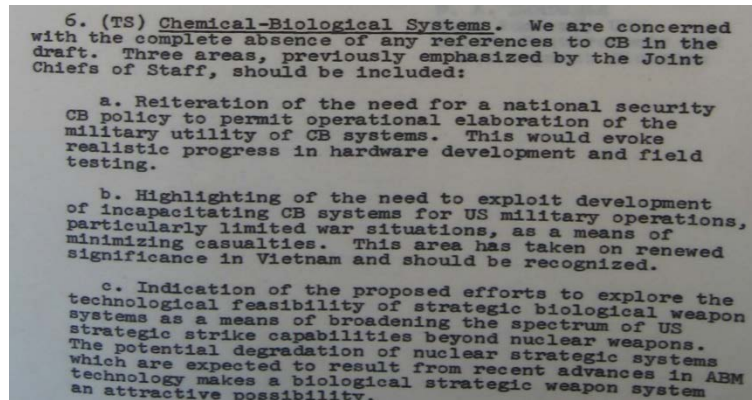 6. (TS) Chemical-Biological Systems. We are concerned
with the complete absence of any references to CB in the
draft. Three areas, previously emphasized by the Joint
Chiefs of Staff, should be included:
a. Reiteration of the need for a national security
CB policy to permit operational elaboration of the
military utility of CB systems. This would evoke
realistic progress in hardware development and field
testing.
b. Highlighting of the need to exploit development
of incapacitating CB systems for US military operations,
particularly limited war situations, as a means of
minimizing casualties. This area has taken on renewed
significance in Vietnam and should be recognized.
c. Indication of the proposed efforts to explore the
technological feasibility of strategic biological weapon
systems as a means of broadening the spectrum of US
strategic strike capabilities beyond nuclear weapons.
The potential degradation of nuclear strategic systems
which are expected to result from recent advances in ABM
technology makes a biological strategic weapon system
an attractive possibility.